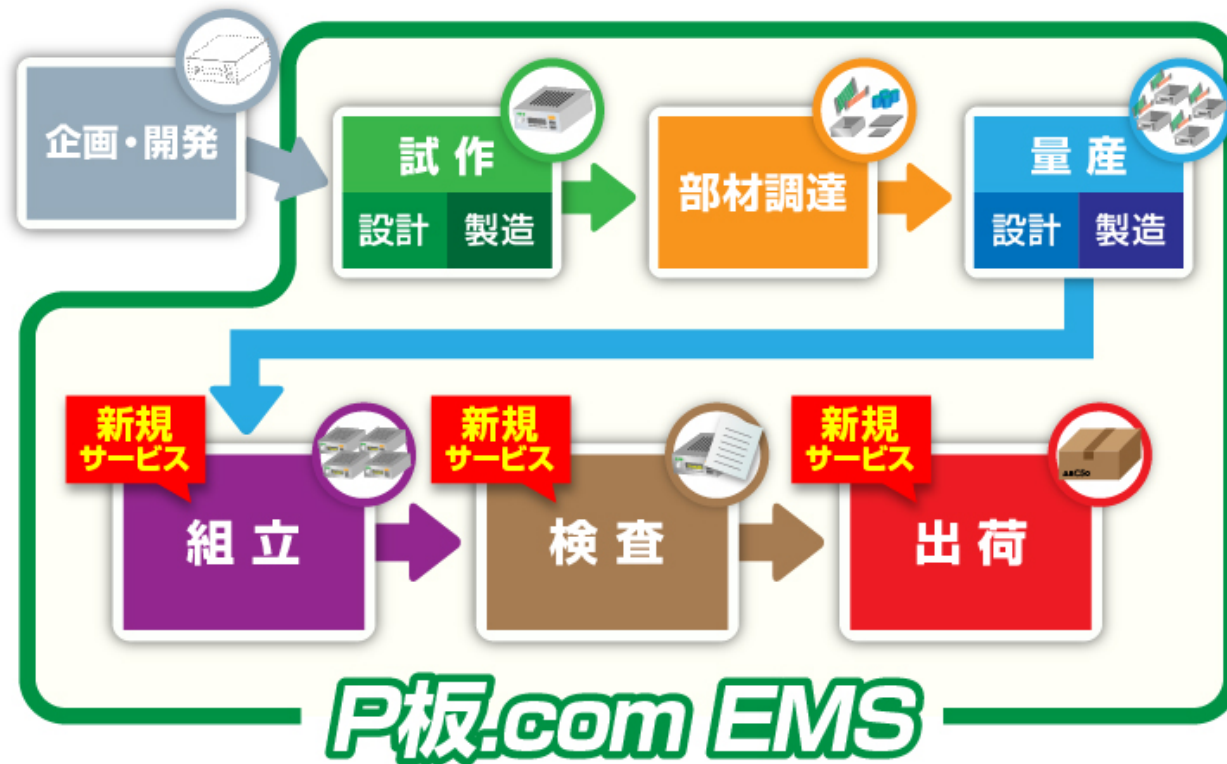 企画・開発
試作
設計 製造
部材調達
量産
設計 製造
新規
サービス
組立
新規
サービス
検査
新規
サービス
出荷
P板.com EMS